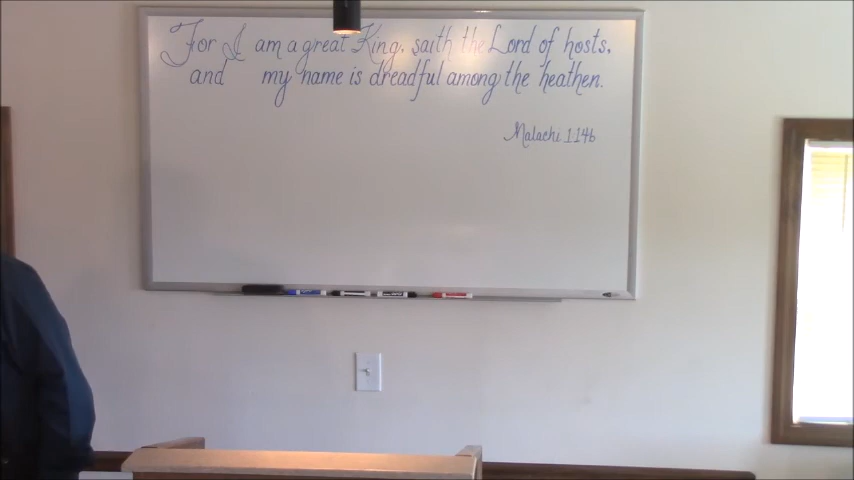 For I am a great King, saith the Lord of hosts,
and my name is dreadful among the heathen.
Malachi 1:14b